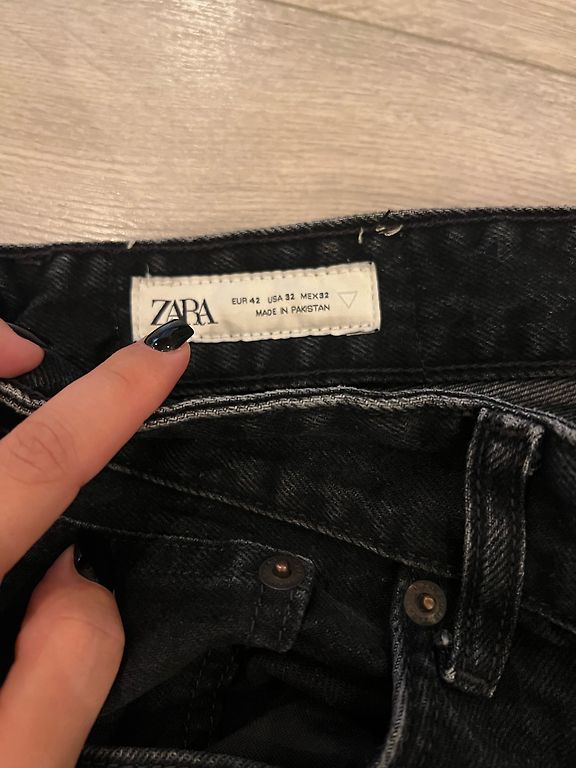 ZARA
EUR 42 USA 32 MEX 32
MADE IN PAKISTAN